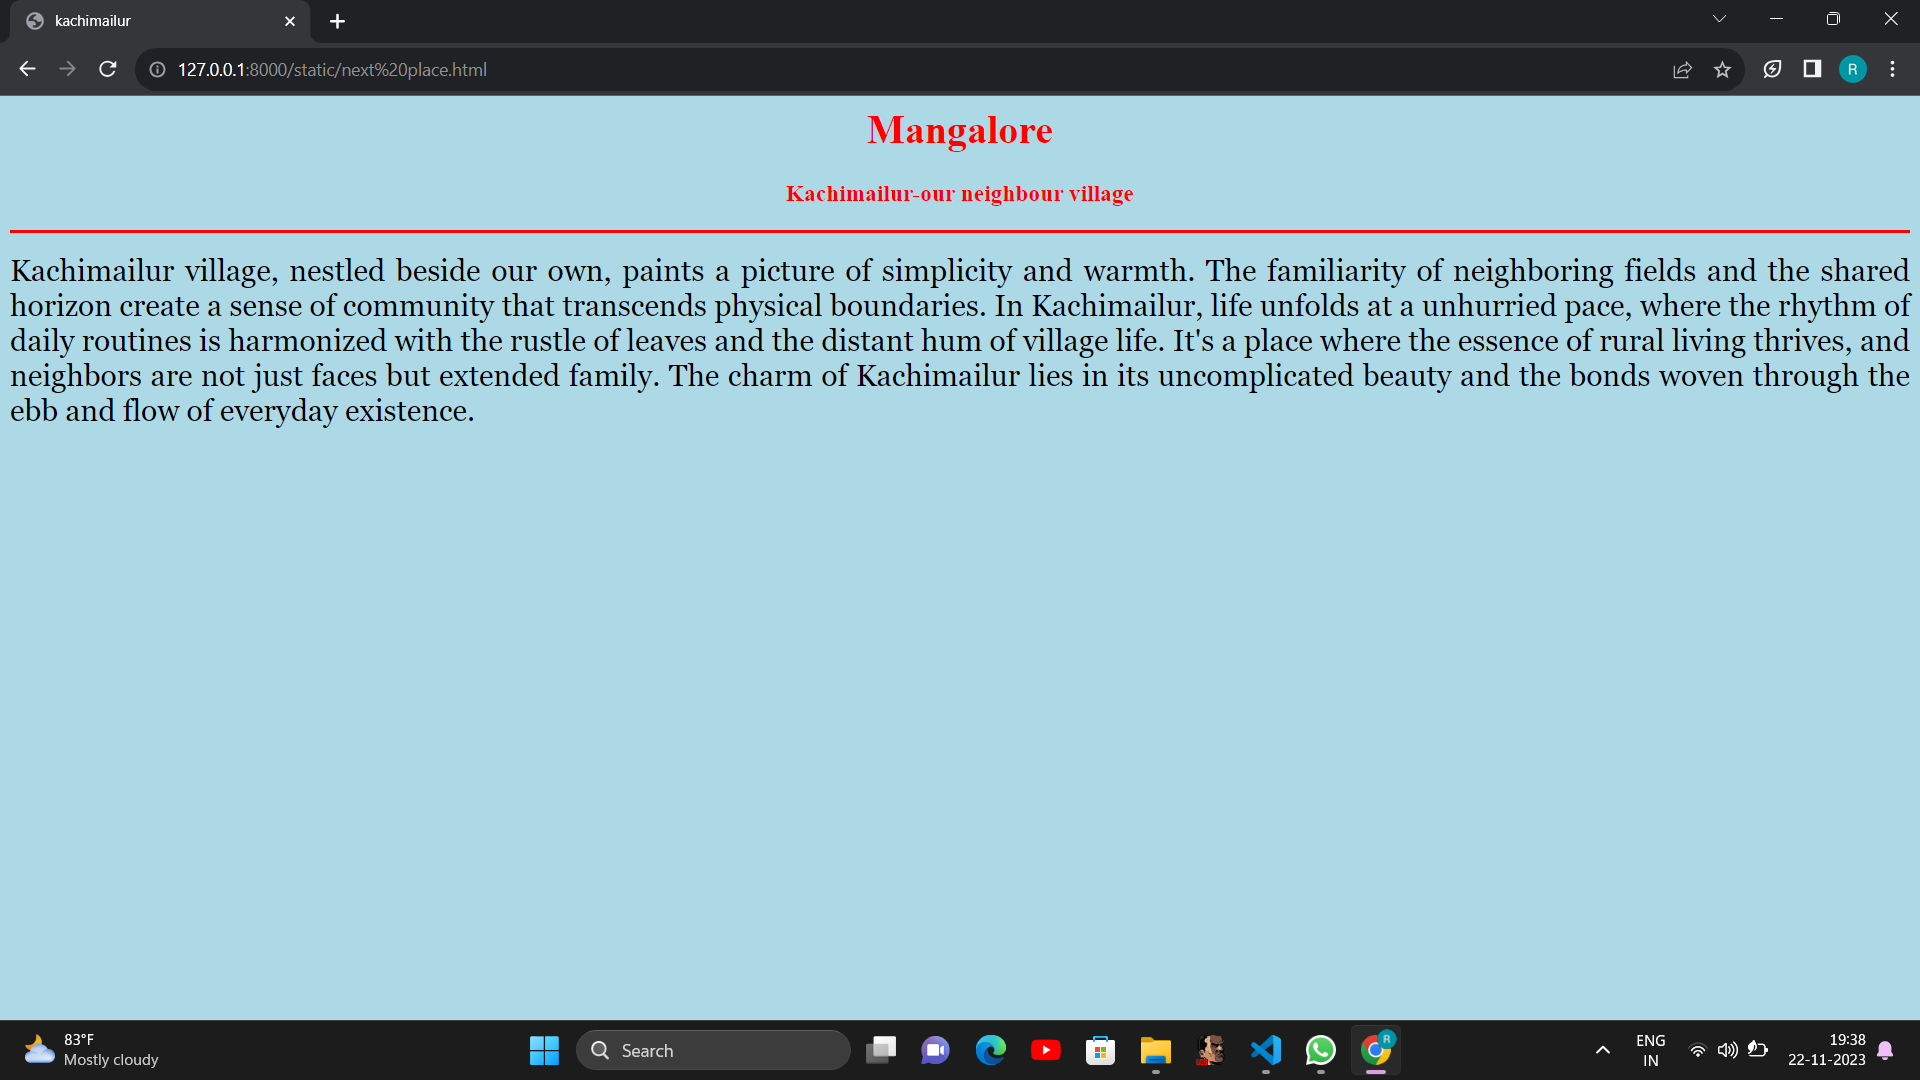 kachimailur
127.0.0.1:8000/static/next%20place.html
R
Mangalore
Kachimailur-our neighbour village
Kachimailur village, nestled beside our own, paints a picture of simplicity and warmth. The familiarity of neighboring fields and the shared
horizon create a sense of community that transcends physical boundaries. In Kachimailur, life unfolds at a unhurried pace, where the rhythm of
daily routines is harmonized with the rustle of leaves and the distant hum of village life. It's a place where the essence of rural living thrives, and
neighbors are not just faces but extended family. The charm of Kachimailur lies in its uncomplicated beauty and the bonds woven through the
ebb and flow of everyday existence.
83°F
Mostly cloudy
Search
R
ENG
IN
19:38
22-11-2023